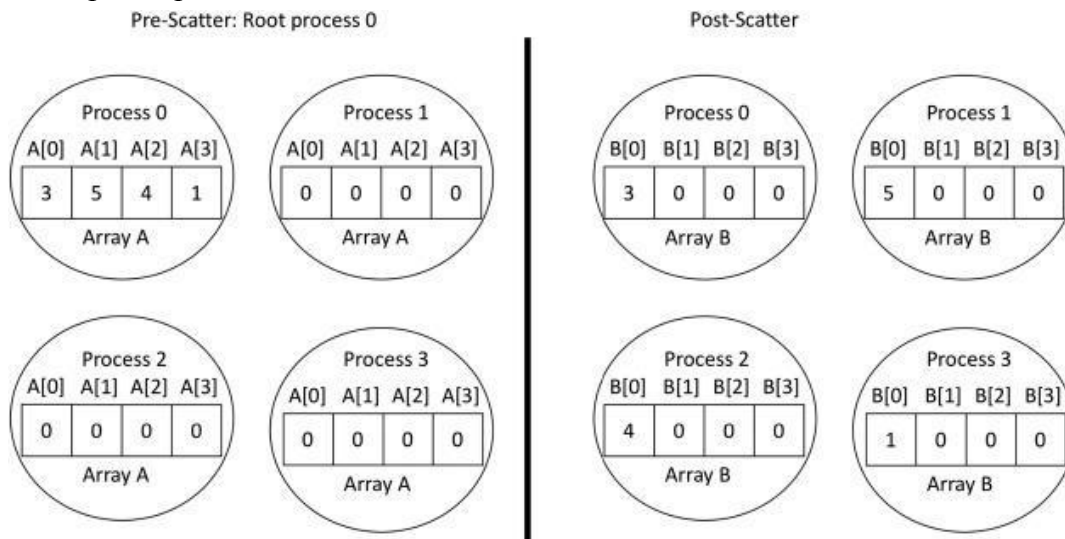 Pre-Scatter: Root process 0
Post-Scatter
Process 0
A[0] A[1] A[2] A[3]
3 5 4 1
Array A
Process 1
A[0] A[1] A[2] A[3]
0 0 0 0
Array A
Process 0
B[0] B[1] B[2] B[3]
3 0 0 0
Array B
Process 1
B[0] B[1] B[2] B[3]
5 0 0 0
Array B
Process 2
A[0] A[1] A[2] A[3]
0 0 0 0
Array A
Process 3
A[0] A[1] A[2] A[3]
0 0 0 0
Array A
Process 2
B[0] B[1] B[2] B[3]
4 0 0 0
Array B
Process 3
B[0] B[1] B[2] B[3]
1 0 0 0
Array B